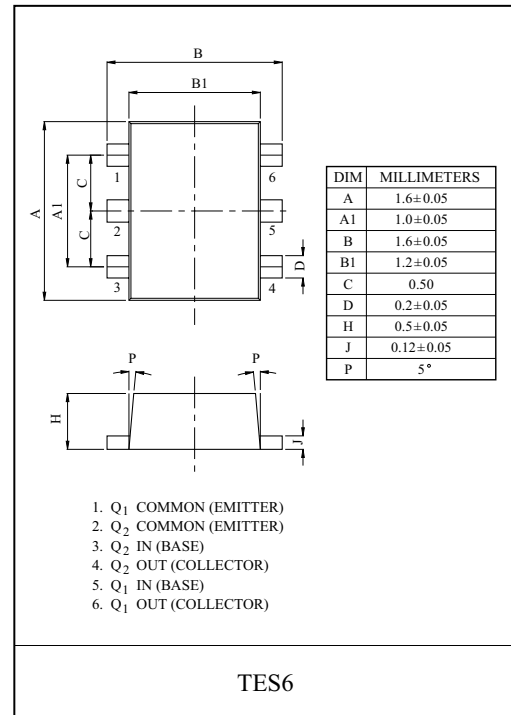 B
B1
1
6
C
A
A1
2
5
C
D
3
4
DIM MILLIMETERS
A 1.6±0.05
A1 1.0±0.05
B 1.6±0.05
B1 1.2±0.05
C 0.50
D 0.2±0.05
H 0.5±0.05
J 0.12±0.05
P 5°
P P
H
J
1. Q1 COMMON (EMITTER)
2. Q2 COMMON (EMITTER)
3. Q2 IN (BASE)
4. Q2 OUT (COLLECTOR)
5. Q1 IN (BASE)
6. Q1 OUT (COLLECTOR)
TES6